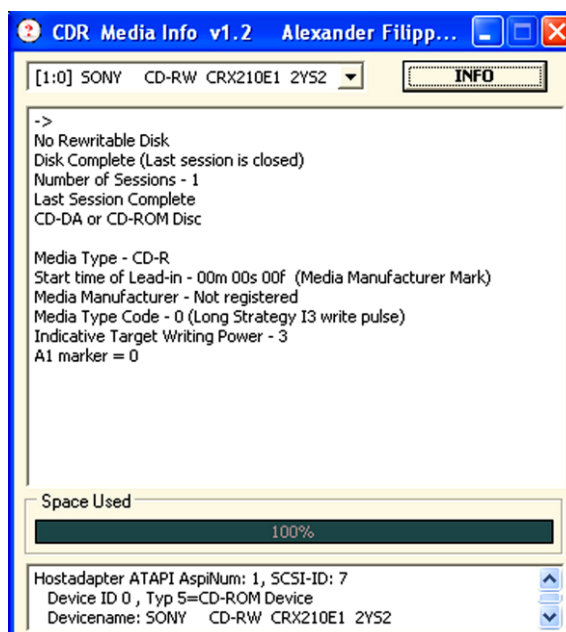 CDR Media Info v1.2 Alexander Filipp...
[1:0] SONY CD-RW CRX210E1 2YS2
INFO
->
No Rewritable Disk
Disk Complete (Last session is closed)
Number of Sessions - 1
Last Session Complete
CD-DA or CD-ROM Disc
Media Type - CD-R
Start time of Lead-in - 00m 00s 00f (Media Manufacturer Mark)
Media Manufacturer - Not registered
Media Type Code - 0 (Long Strategy I3 write pulse)
Indicative Target Writing Power - 3
A1 marker = 0
Space Used
100%
Hostadapter ATAPI AspiNum: 1, SCSI-ID: 7
Device ID 0 , Typ 5=CD-ROM Device
Devicename: SONY CD-RW CRX210E1 2YS2